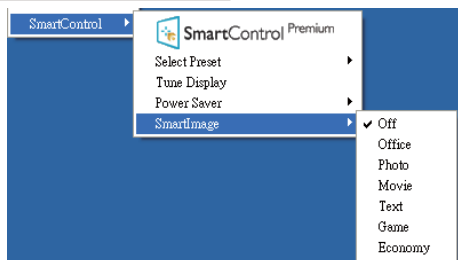 SmartControl
SmartControl Premium
Select Preset
Tune Display
Power Saver
SmartImage
Off
Office
Photo
Movie
Text
Game
Economy